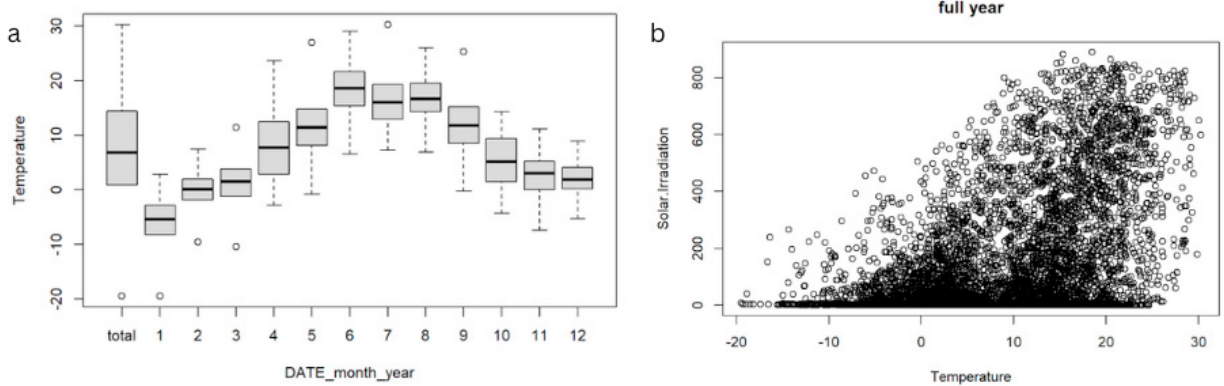 a
Temperature
30
20
10
0
-10
-20
total 1 2 3 4 5 6 7 8 9 10 11 12
DATE_month_year
b
full year
Solar.Irradiation
800
600
400
200
0
-20 -10 0 10 20 30
Temperature